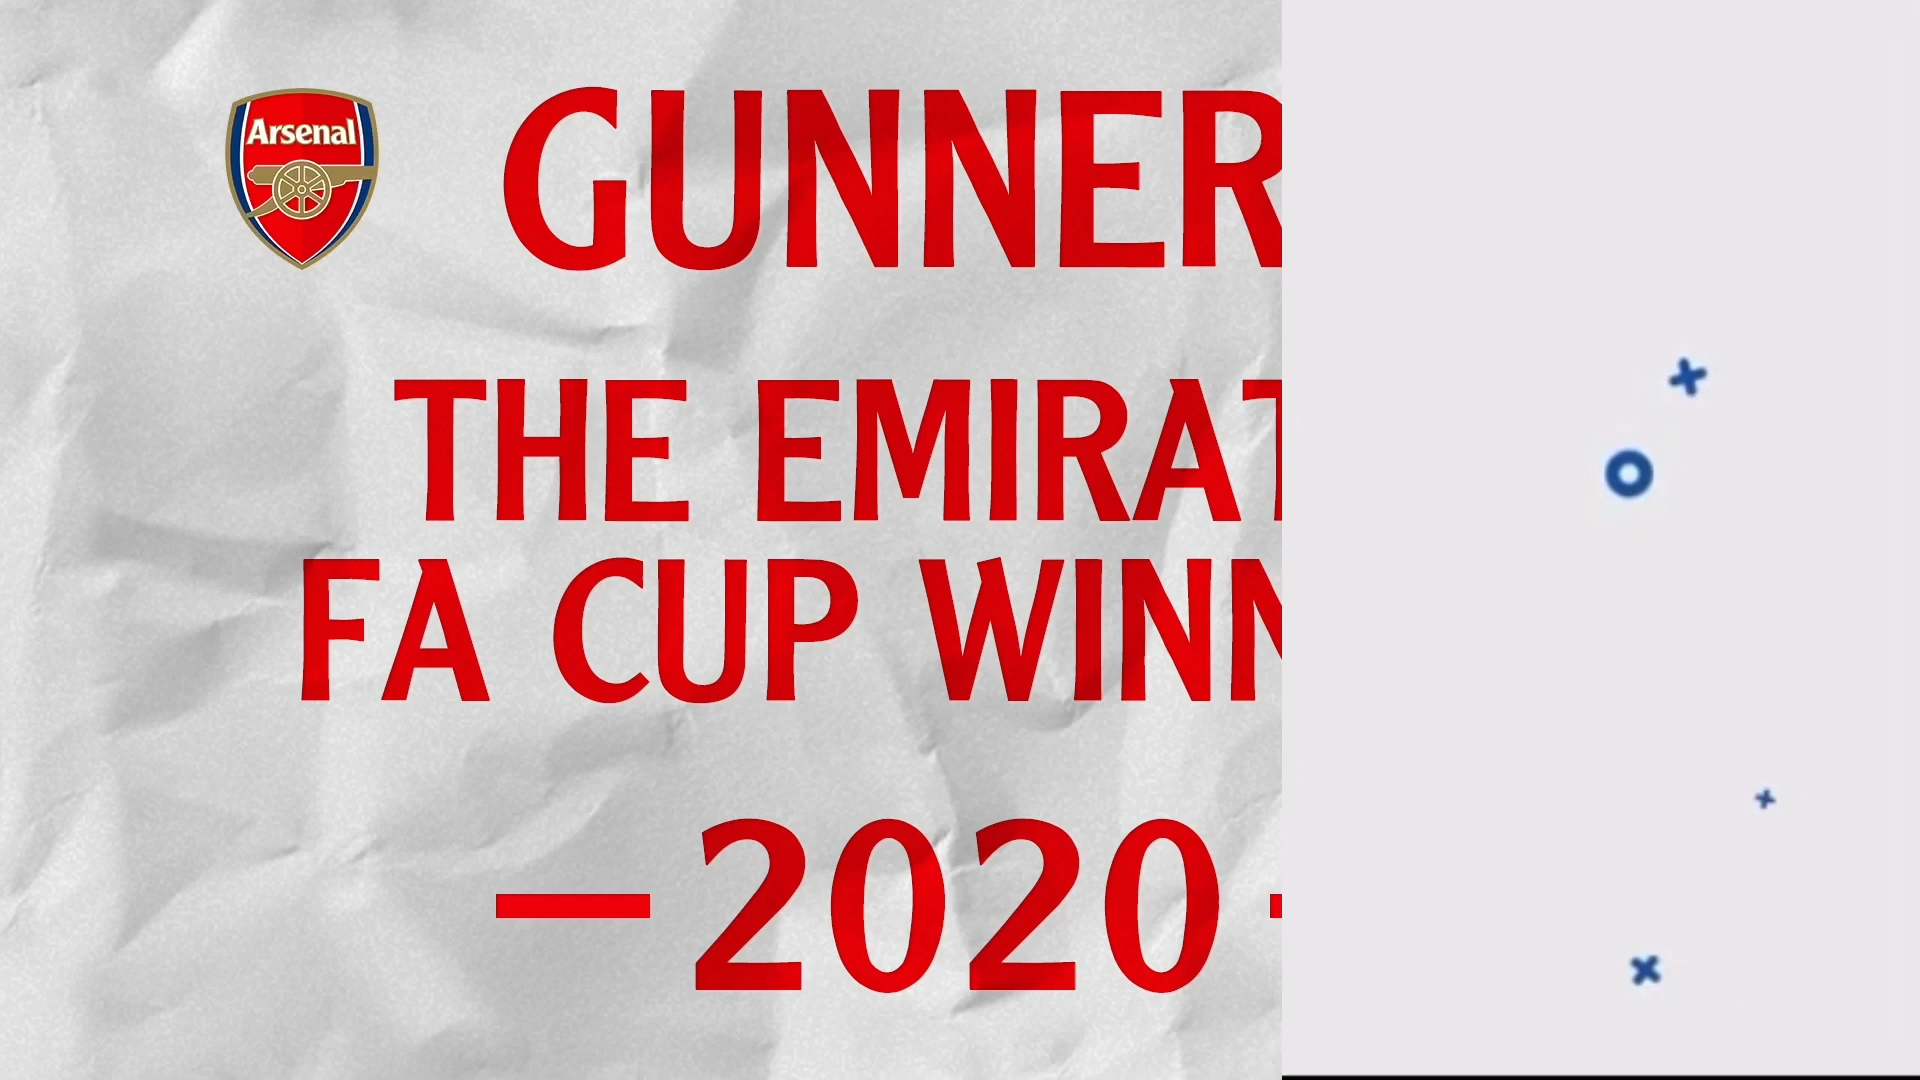 Arsenal
GUNNER
THE EMIRAT
FA CUP WINN
— 2020 -